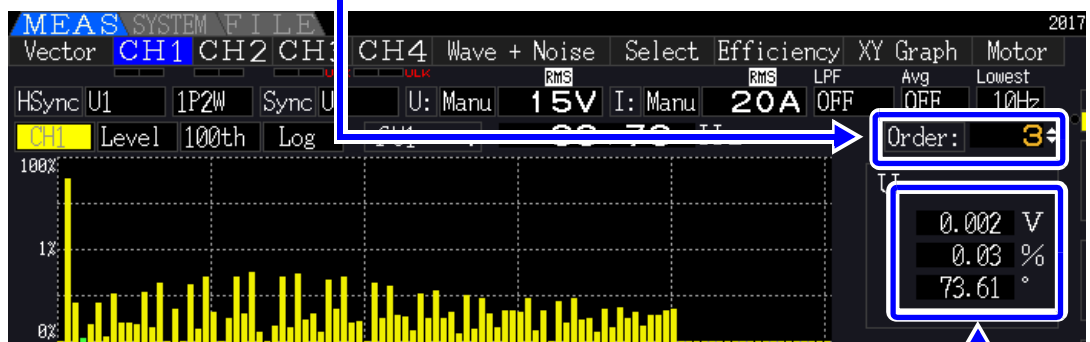 MEAS SYSTEM FILE 2017
Vector CH1 CH2 CH3 CH4 Wave + Noise Select Efficiency XY Graph Motor
RMS RMS LPF Avg Lowest
HSync U1 1P2W Sync U U: Manu 15V I: Manu 20A OFF OFF 10Hz
CH1 Level 100th Log Order: 3
100%
U
0.002 V
1% 0.03 %
73.61 °
0%